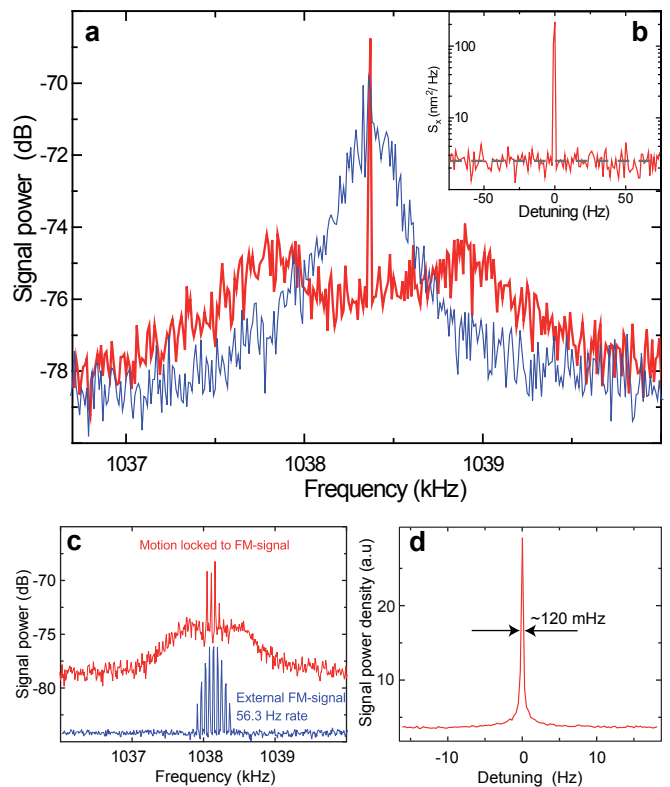 a
b
-70
-72
-74
-76
-78
Signal power (dB)
1037
1038
1039
Frequency (kHz)
100
10
S_x (nm²/ Hz)
-50
0
50
Detuning (Hz)
c
Motion locked to FM-signal
-70
-75
-80
Signal power (dB)
External FM-signal
56.3 Hz rate
1037
1038
1039
Frequency (kHz)
d
~120 mHz
20
10
Signal power density (a.u)
-10
0
10
Detuning (Hz)